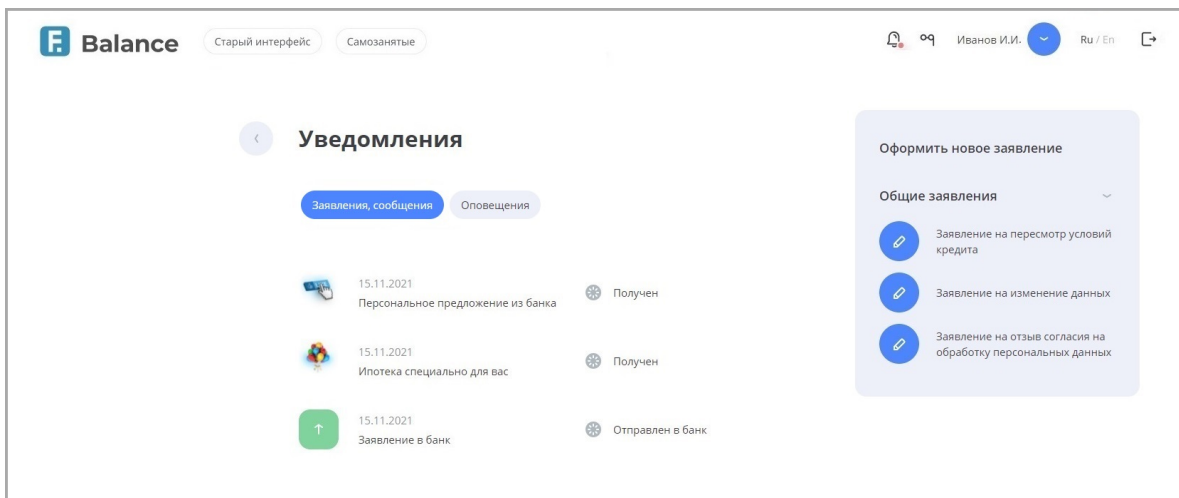 F. Balance
Старый интерфейс
Самозанятые
Иванов И.И.
Ru / En
Уведомления
Заявления, сообщения
Оповещения
15.11.2021
Персональное предложение из банка
Получен
15.11.2021
Ипотека специально для вас
Получен
15.11.2021
Заявление в банк
Отправлен в банк
Оформить новое заявление
Общие заявления
Заявление на пересмотр условий
кредита
Заявление на изменение данных
Заявление на отзыв согласия на
обработку персональных данных